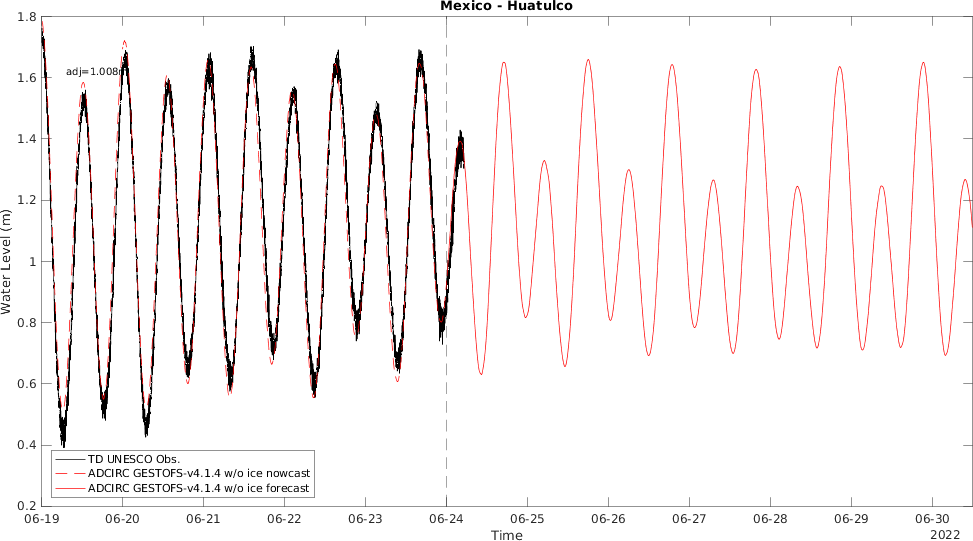 Mexico - Huatulco
1.8
1.6
1.4
1.2
1
0.8
0.6
0.4
0.2
Water Level (m)
adj=1.008m
TD UNESCO Obs.
ADCIRC GESTOFS-v4.1.4 w/o ice nowcast
ADCIRC GESTOFS-v4.1.4 w/o ice forecast
06-19 06-20 06-21 06-22 06-23 06-24 06-25 06-26 06-27 06-28 06-29 06-30
Time
2022